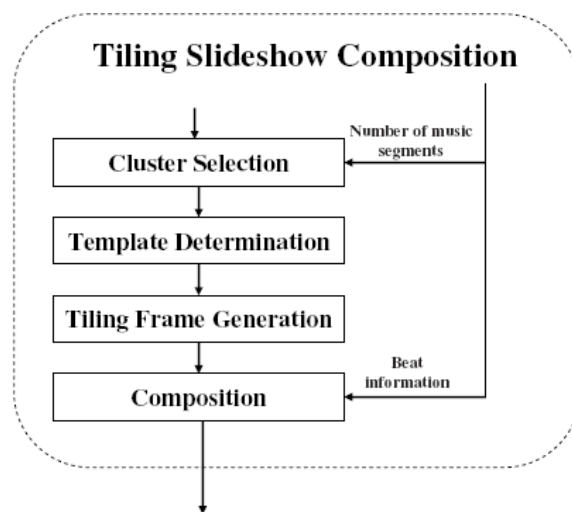 Tiling Slideshow Composition
Number of music
segments
Cluster Selection
Template Determination
Tiling Frame Generation
Beat
information
Composition